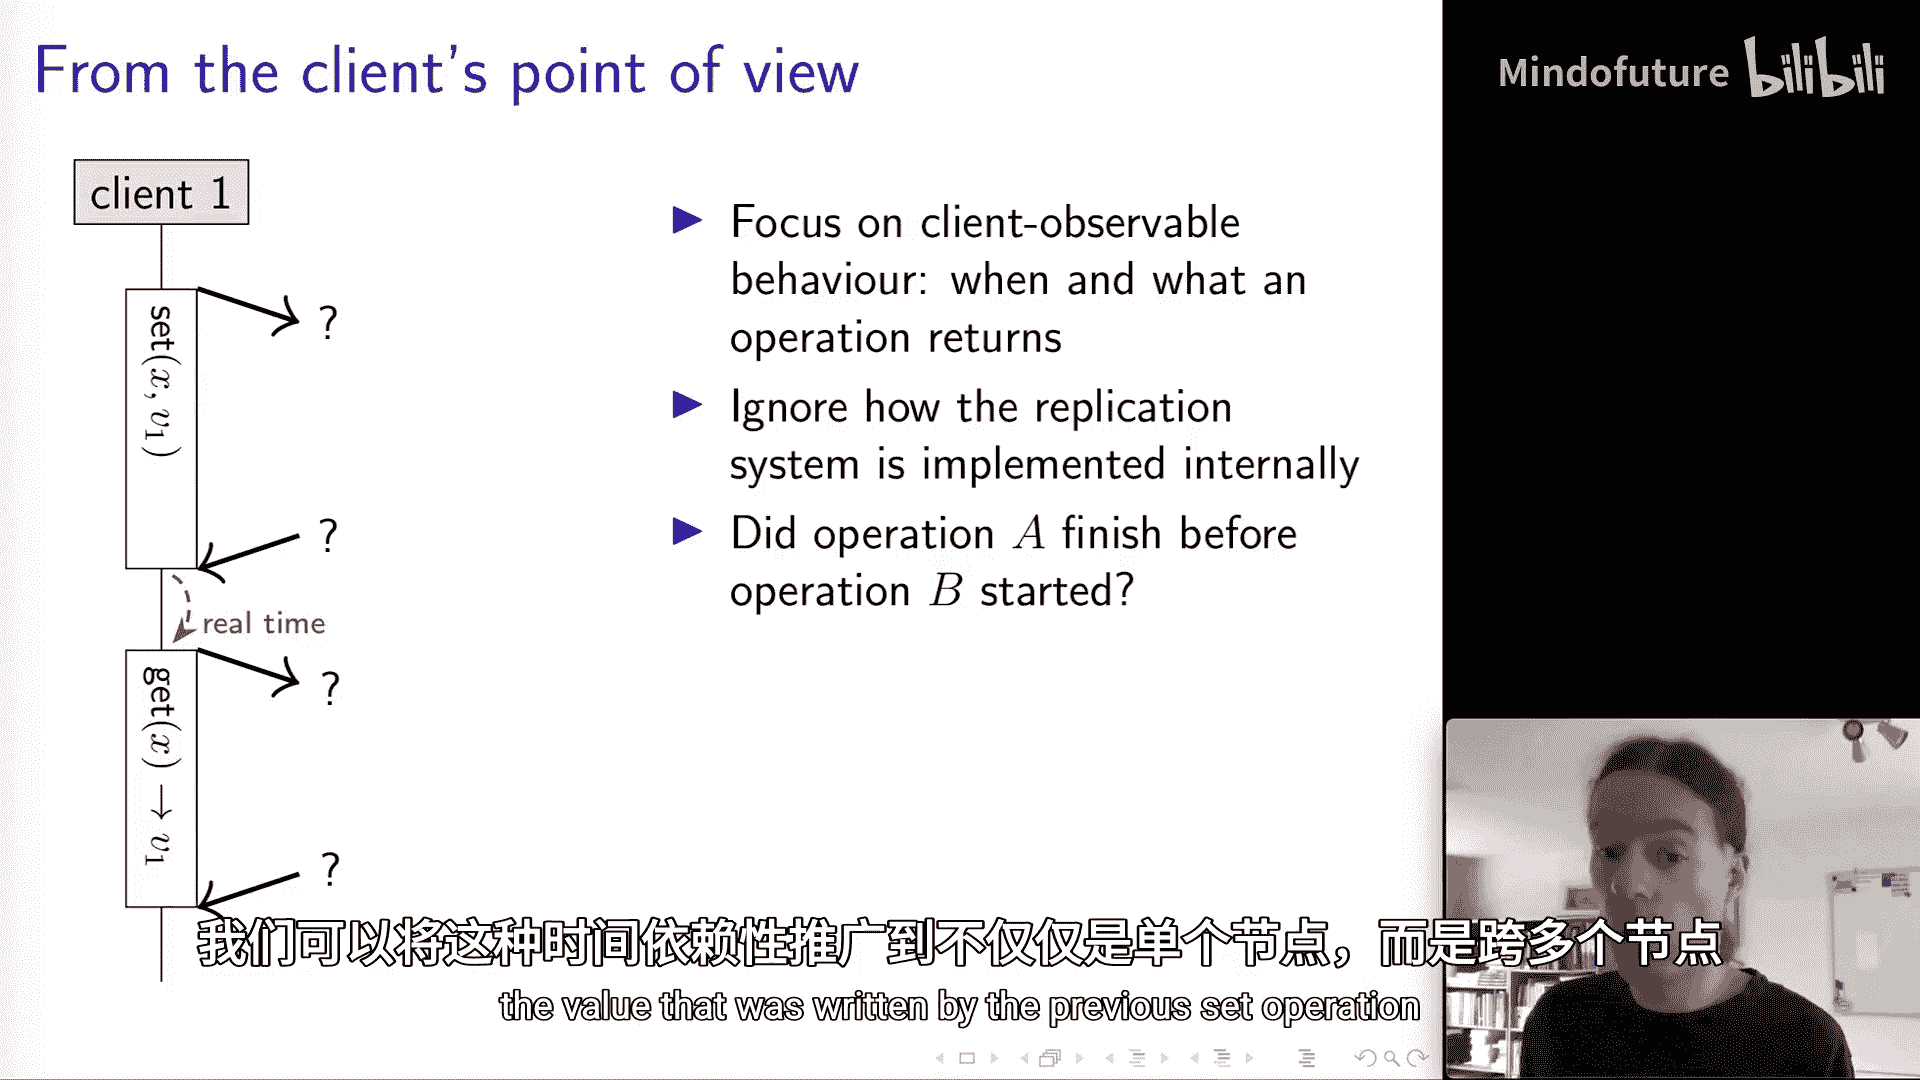 From the client's point of view
Mindofuture bilibili
client 1
set(x, v₁)
?
?
real time
get(x) → v₁
?
?
▶ Focus on client-observable
behaviour: when and what an
operation returns
▶ Ignore how the replication
system is implemented internally
▶ Did operation A finish before
operation B started?
我们可以将这种时间依赖性推广到不仅仅是单个节点，而是跨多个节点
the value that was written by the previous set operation